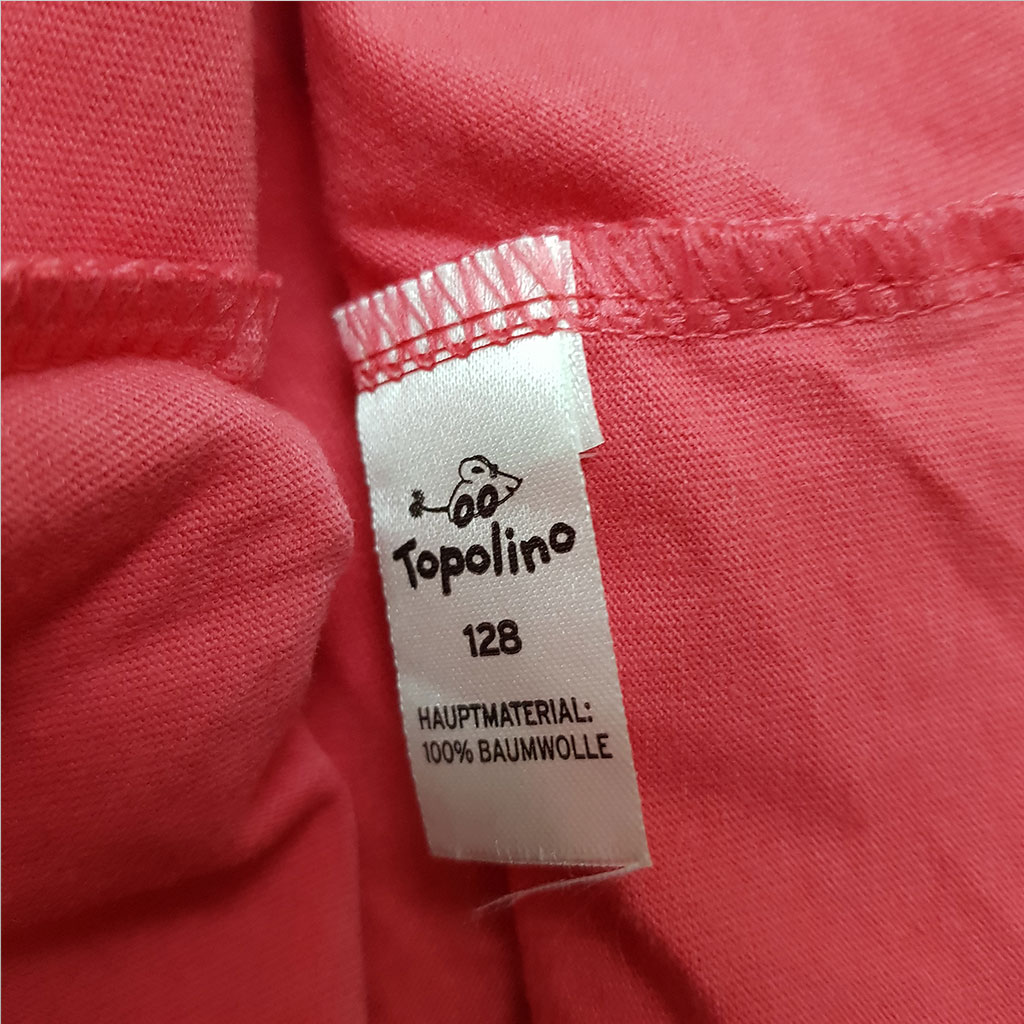 Topolino
128
HAUPTMATERIAL:
100% BAUMWOLLE